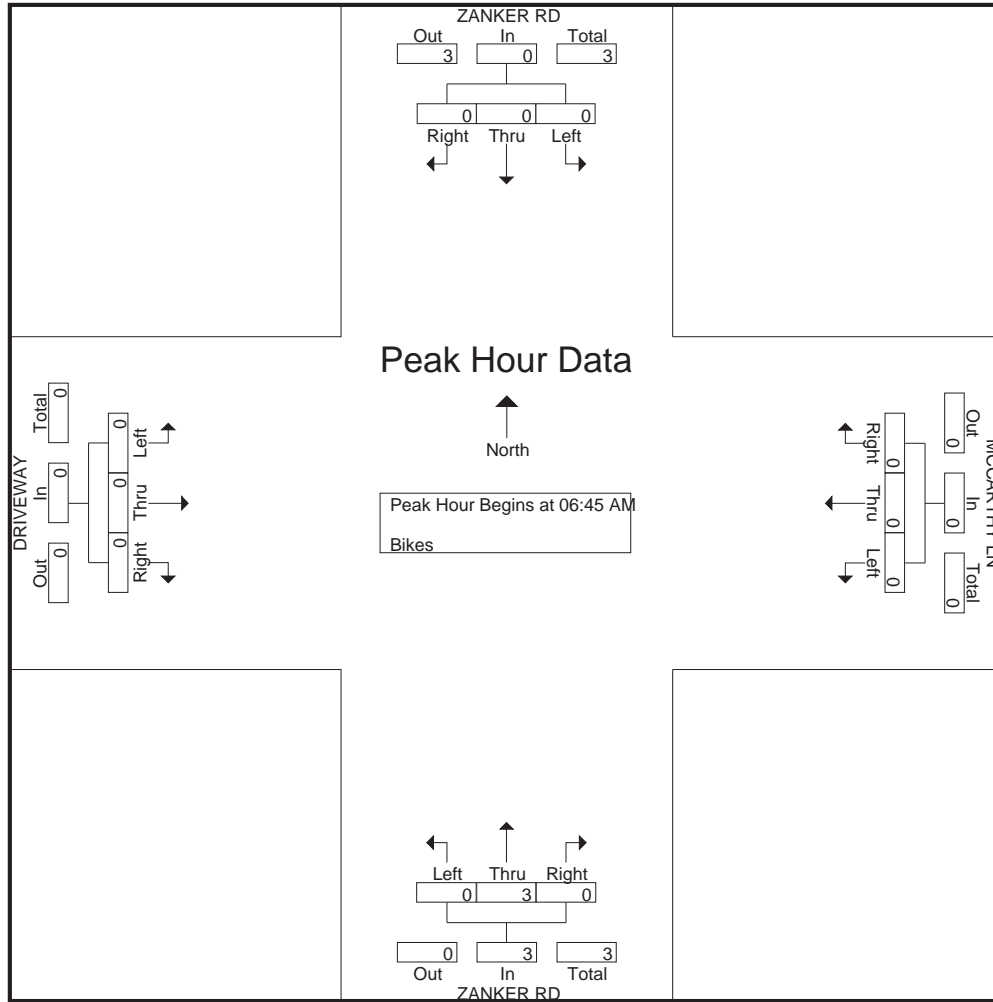 ZANKER RD
Out In Total
3 0 3
0 0 0
Right Thru Left
Peak Hour Data
North
Peak Hour Begins at 06:45 AM
Bikes
DRIVEWAY
Out In Total
0 0 0
0 0 0
Right Thru Left
MCCARTH LN
Out In Total
0 0 0
0 0 0
Right Thru Left
Left Thru Right
0 3 0
0 3 3
Out In Total
ZANKER RD